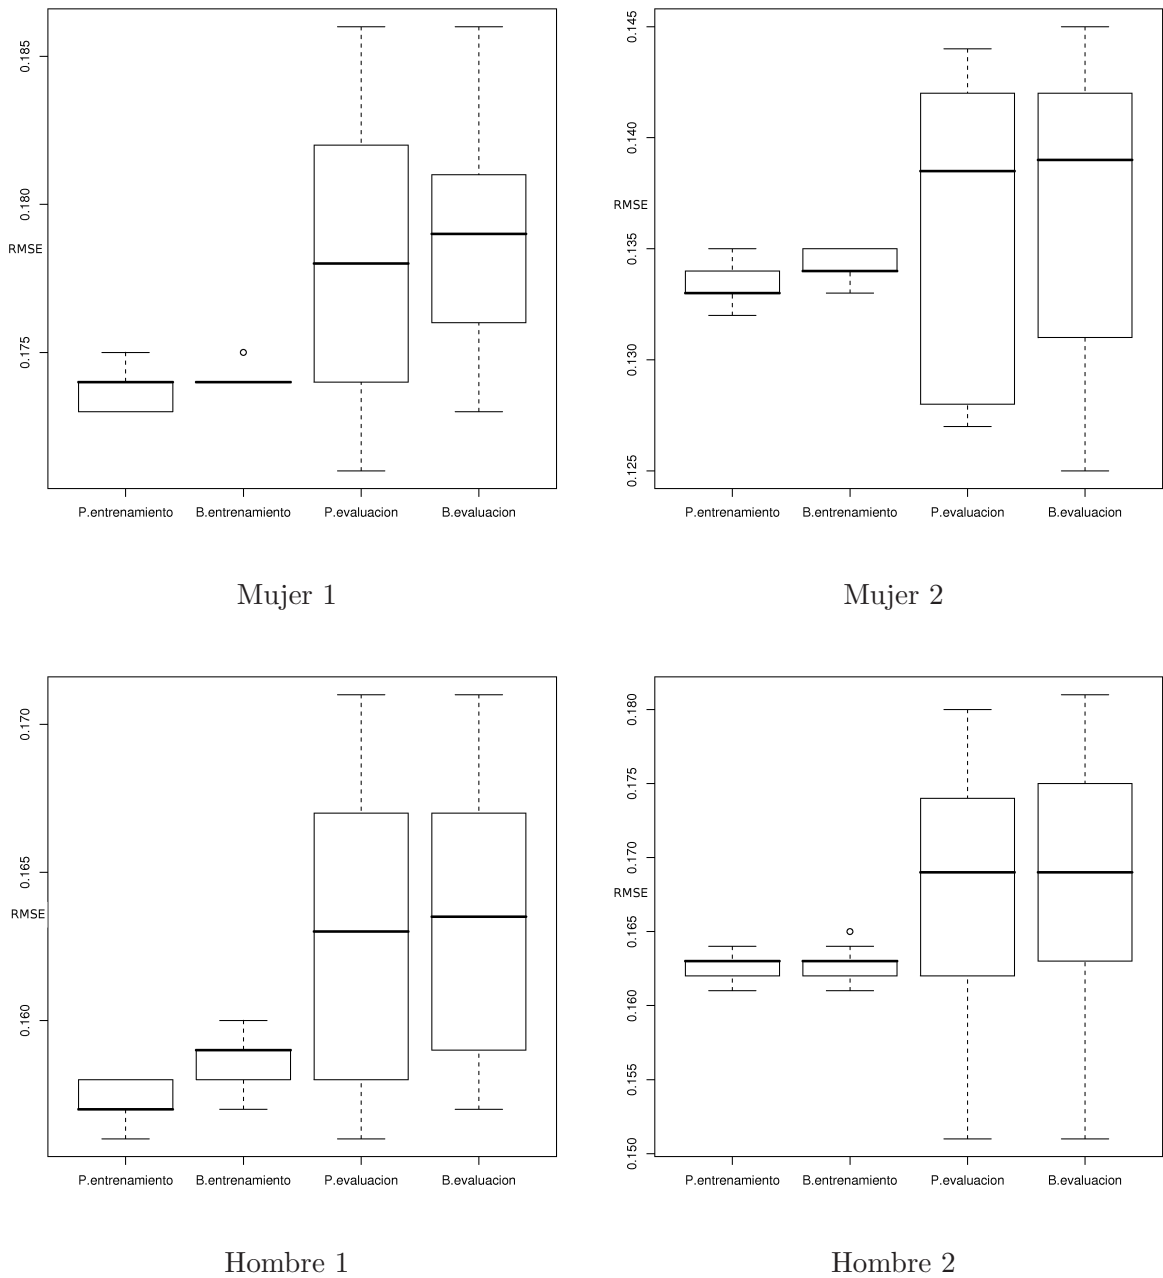 0.185
0.180
RMSE
0.175
P.entrenamiento B.entrenamiento P.evaluacion B.evaluacion
Mujer 1
0.145
0.140
RMSE
0.135
0.130
0.125
P.entrenamiento B.entrenamiento P.evaluacion B.evaluacion
Mujer 2
0.170
0.165
RMSE
0.160
P.entrenamiento B.entrenamiento P.evaluacion B.evaluacion
Hombre 1
0.180
0.175
0.170
RMSE
0.165
0.160
0.155
0.150
P.entrenamiento B.entrenamiento P.evaluacion B.evaluacion
Hombre 2